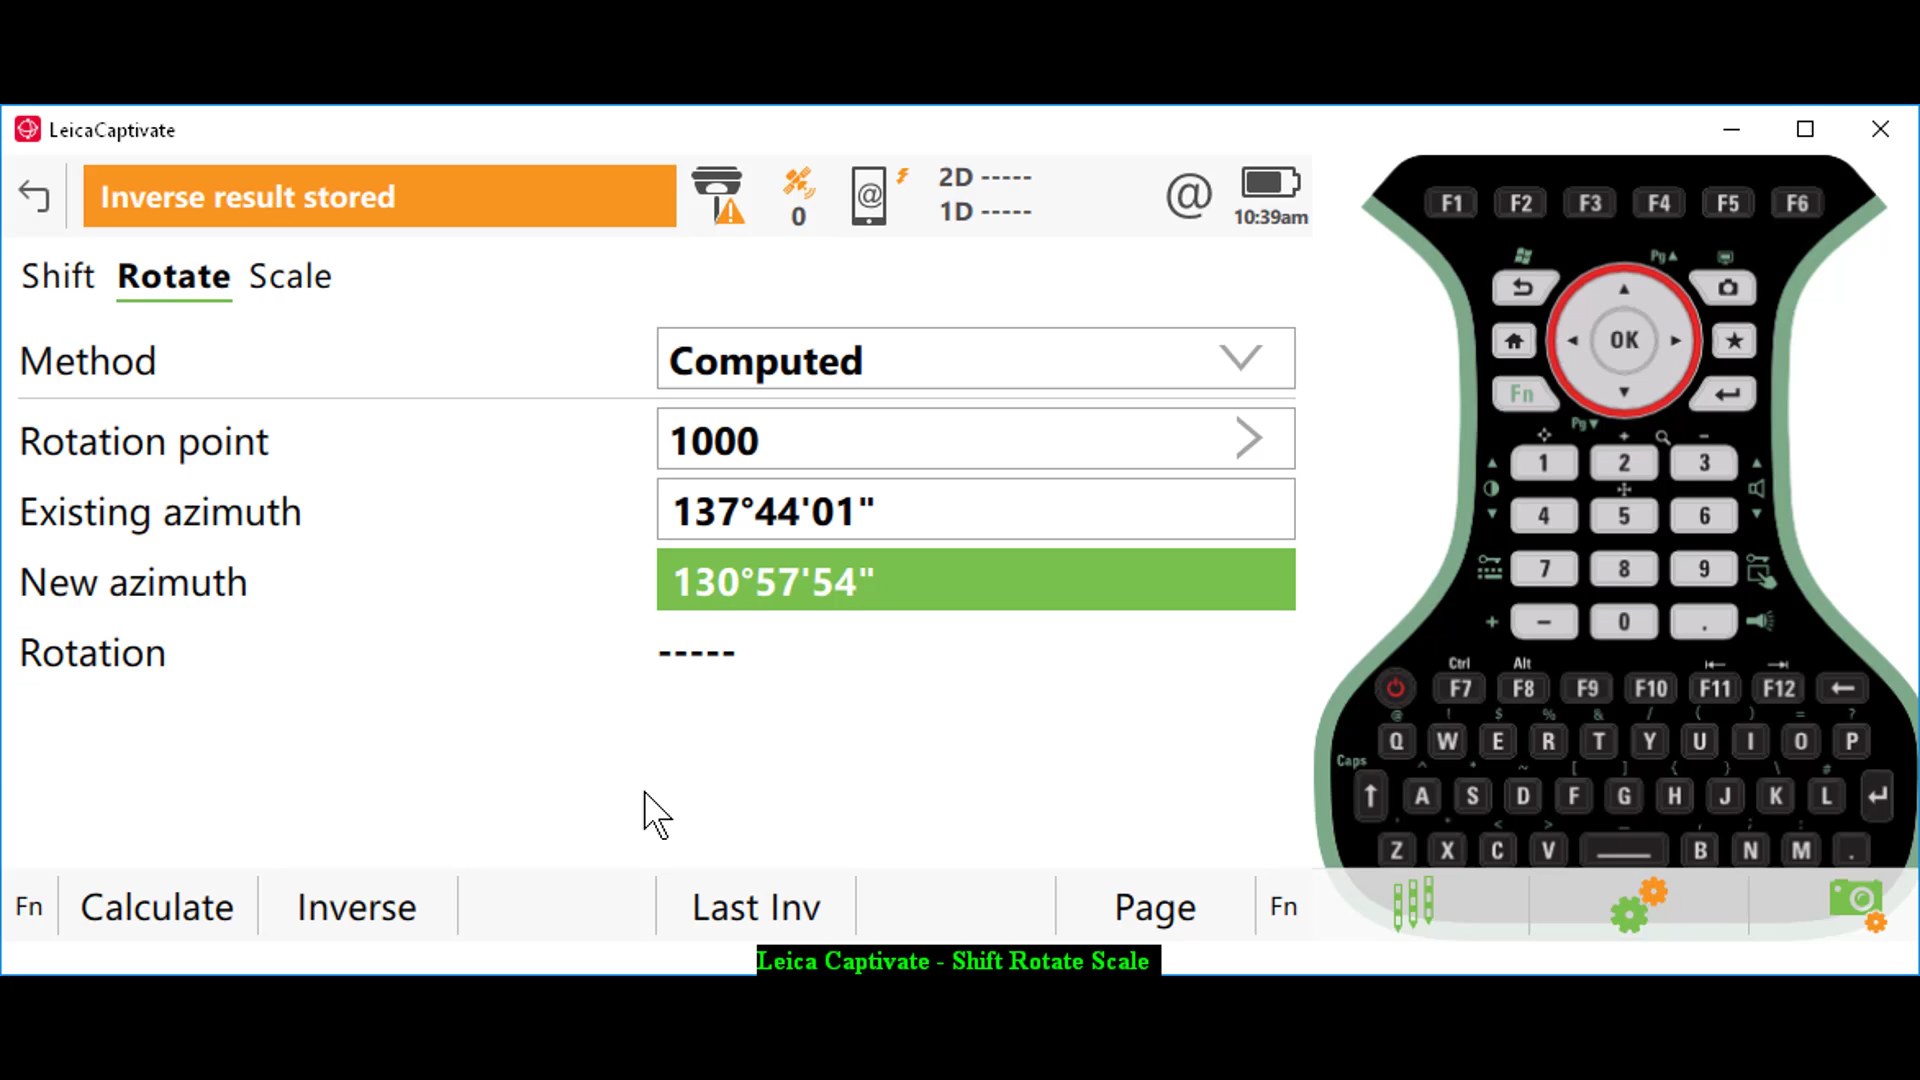 LeicaCaptivate
Inverse result stored
0
@
2D -----
1D -----
@
10:39am
Shift Rotate Scale
Method Computed
Rotation point 1000
Existing azimuth 137°44'01"
New azimuth 130°57'54"
Rotation -----
Fn Calculate Inverse Last Inv Page Fn
F1 F2 F3 F4 F5 F6
Pg▲
OK
Fn
Pg▼
+ -
1 2 3
4 5 6
7 8 9
+ - 0 .
Ctrl Alt
F7 F8 F9 F10 F11 F12
@ ! $ % & / ( ) = ?
Q W E R T Y U I O P
Caps ^ * ~ [ ] { } \ #
A S D F G H J K L
< > _ , ; :
Z X C V B N M .
Leica Captivate - Shift Rotate Scale